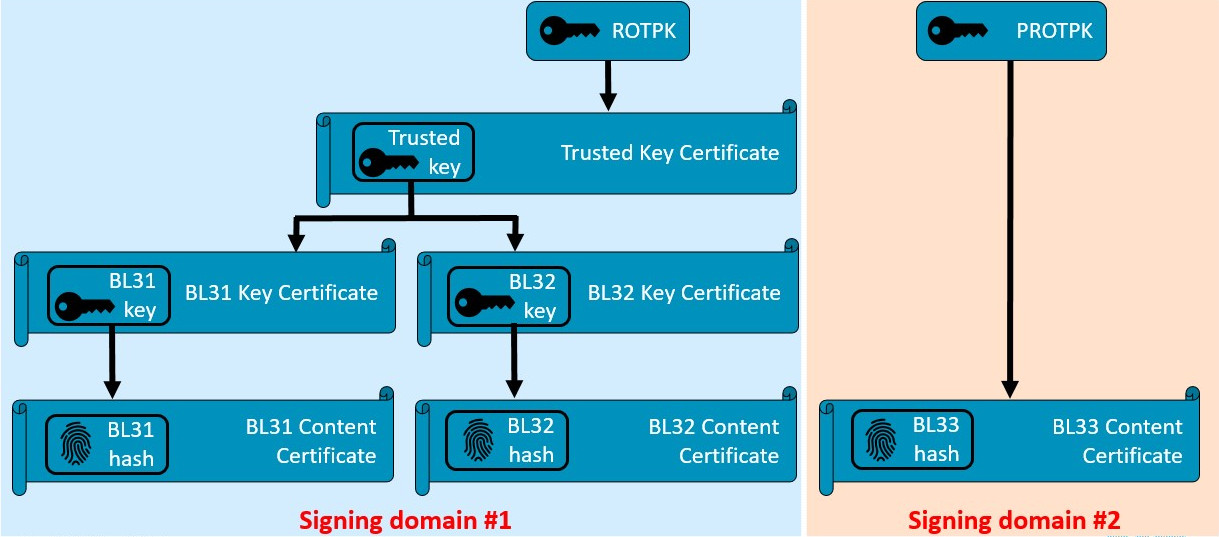 ROTPK
PROTPK
Trusted
key
Trusted Key Certificate
BL31
key
BL31 Key Certificate
BL32
key
BL32 Key Certificate
BL31
hash
BL31 Content
Certificate
BL32
hash
BL32 Content
Certificate
BL33
hash
BL33 Content
Certificate
Signing domain #1
Signing domain #2